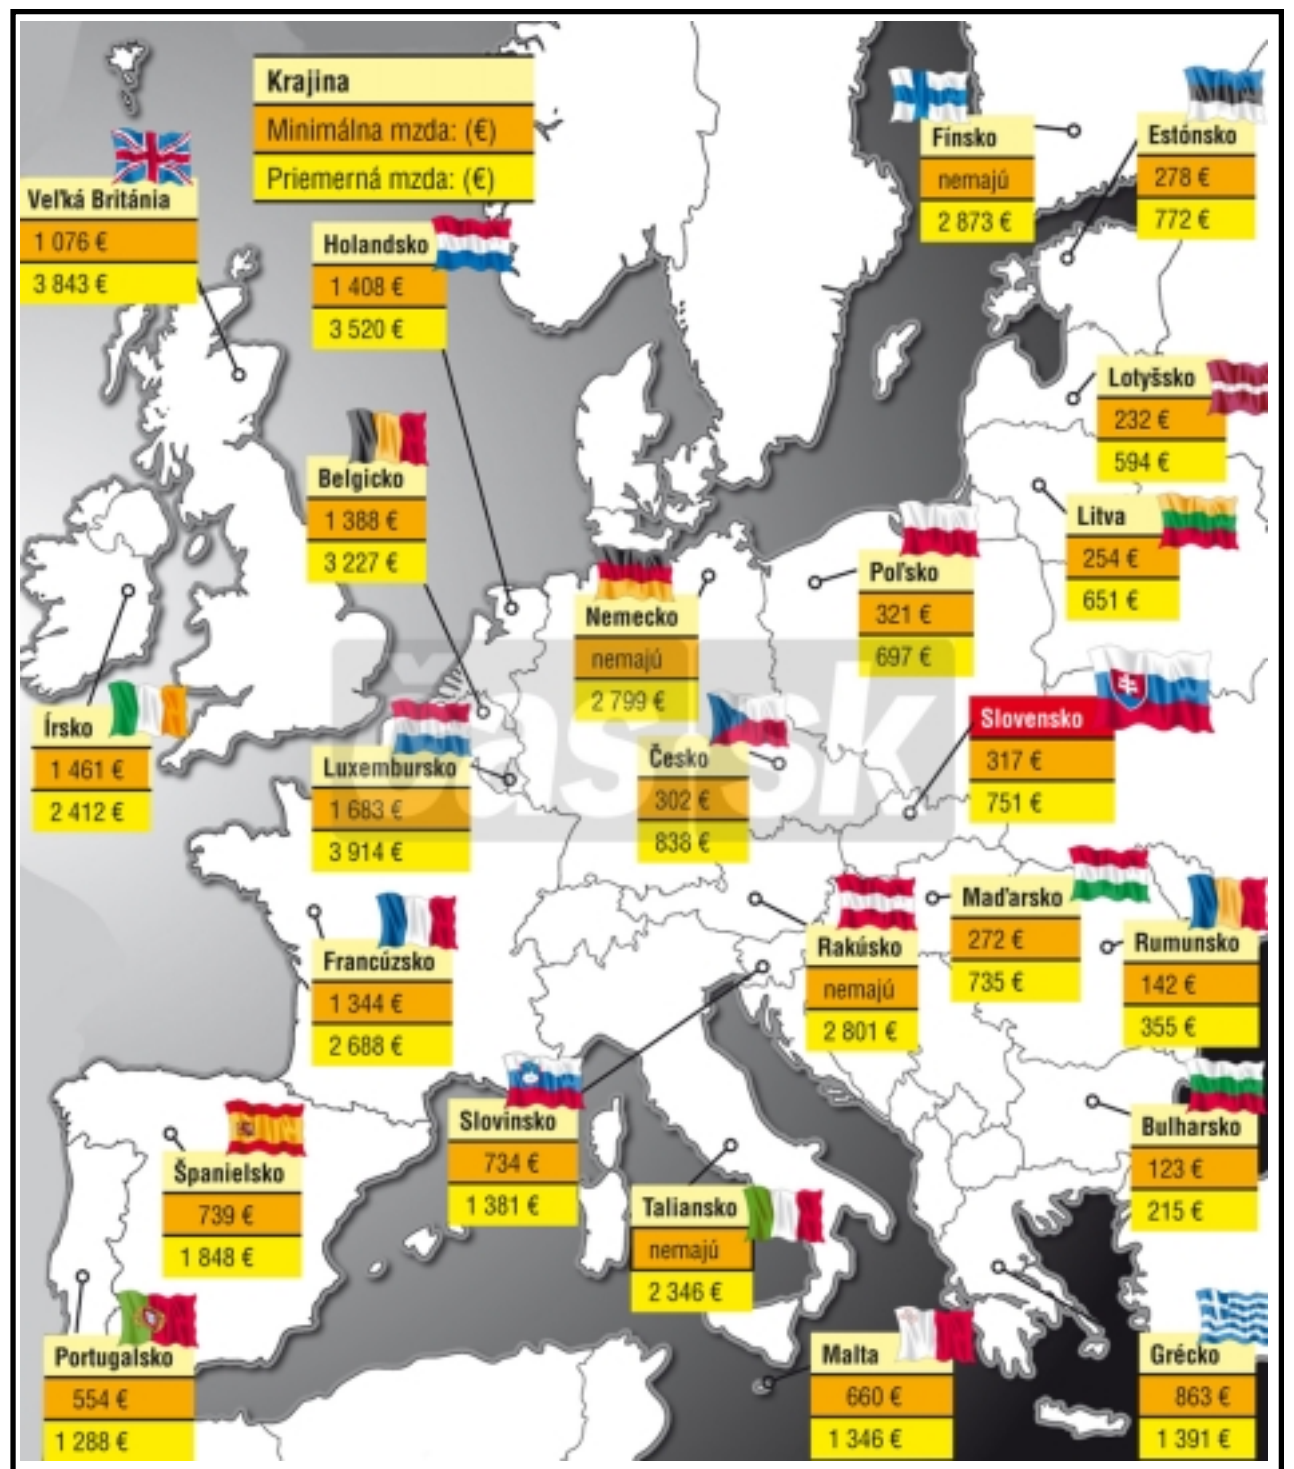 Krajina
Minimálna mzda: (€)
Priemerná mzda: (€)
Veľká Británia
1 076 €
3 843 €
Holandsko
1 408 €
3 520 €
Fínsko
nemajú
2 873 €
Estónsko
278 €
772 €
Lotyšsko
232 €
594 €
Belgicko
1 388 €
3 227 €
Litva
254 €
651 €
Poľsko
321 €
697 €
Nemecko
nemajú
2 799 €
Írsko
1 461 €
2 412 €
Luxembursko
1 683 €
3 914 €
Česko
302 €
838 €
Slovensko
317 €
751 €
čas.sk
Francúzsko
1 344 €
2 688 €
Rakúsko
nemajú
2 801 €
Maďarsko
272 €
735 €
Rumunsko
142 €
355 €
Španielsko
739 €
1 848 €
Slovinsko
734 €
1 381 €
Taliansko
nemajú
2 346 €
Bulharsko
123 €
215 €
Portugalsko
554 €
1 288 €
Malta
660 €
1 346 €
Grécko
863 €
1 391 €